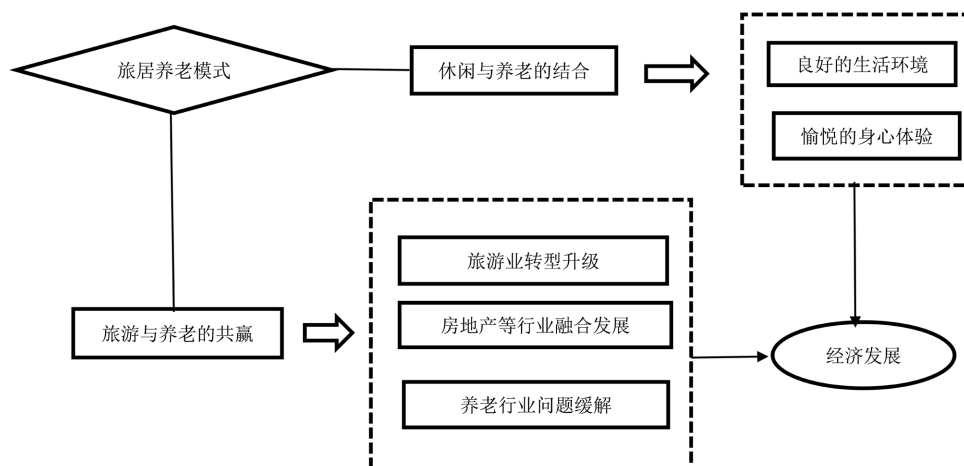 旅居养老模式
休闲与养老的结合
良好的生活环境
愉悦的身心体验
旅游业转型升级
旅游与养老的共赢
房地产等行业融合发展
经济发展
养老行业问题缓解